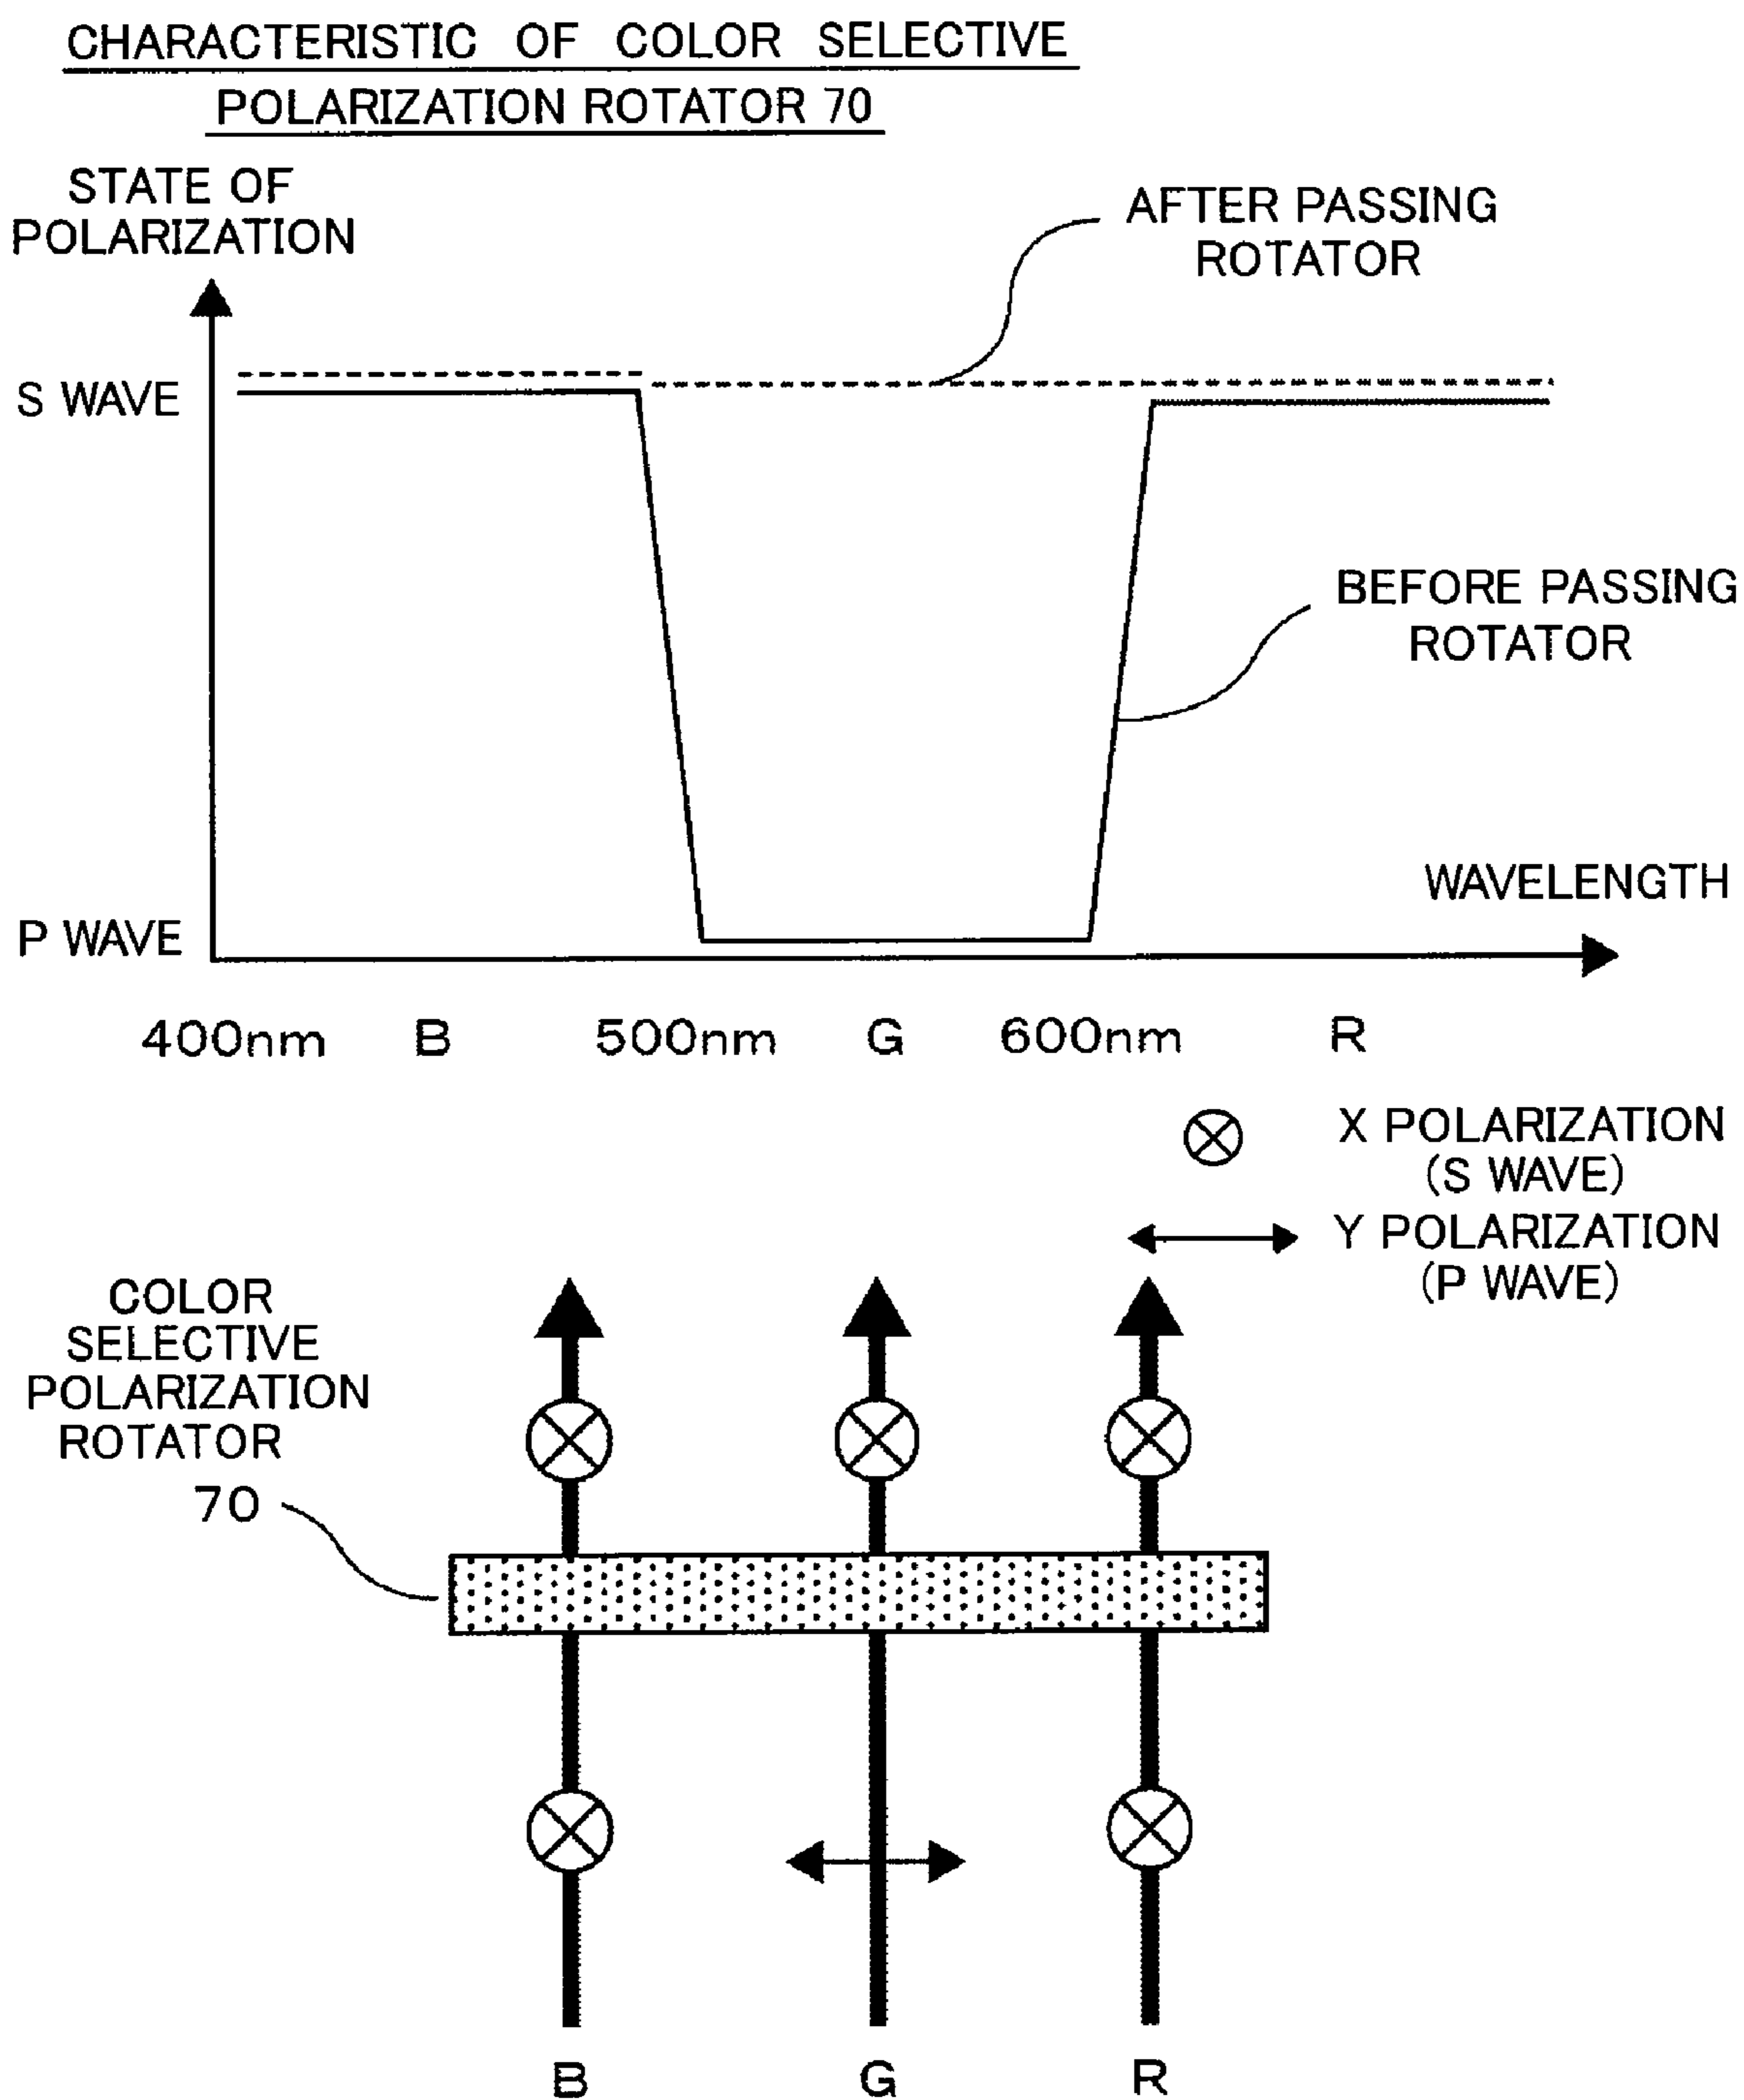 CHARACTERISTIC OF COLOR SELECTIVE
POLARIZATION ROTATOR 70
STATE OF
POLARIZATION
AFTER PASSING
ROTATOR
S WAVE
BEFORE PASSING
ROTATOR
WAVELENGTH
P WAVE
400nm B 500nm G 600nm R
X POLARIZATION
(S WAVE)
Y POLARIZATION
(P WAVE)
COLOR
SELECTIVE
POLARIZATION
ROTATOR
70
B G R